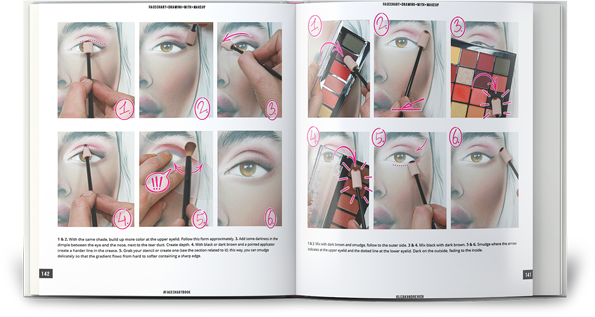 FACECHART-DRAWING-WITH-MAKEUP
1
2
3
4
!!!
5
6
1 & 2. With the same shade, build up more color at the upper eyelid. Follow this form approximately. 3. Add some darkness in the
dimple between the eye and the nose, next to the tear duct. Create depth. 4. With black or dark brown and a pointed applicator
create a harder line in the crease. 5. Grab your stencil or create one (see the section related to it), this way, you can smudge
delicately so that the gradient flows from hard to softer containing a sharp edge.
142
#FACECHARTBOOK
FACECHART-DRAWING-WITH-MAKEUP
1.
2.
3.
4.
5.
6.
1 & 2. Mix with dark brown and smudge, follow to the outer side. 3 & 4. Mix black with dark brown. 5 & 6. Smudge where the arrow
indicates at the upper eyelid and the dotted line at the lower eyelid. Dark on the outside, fading to the inside.
141